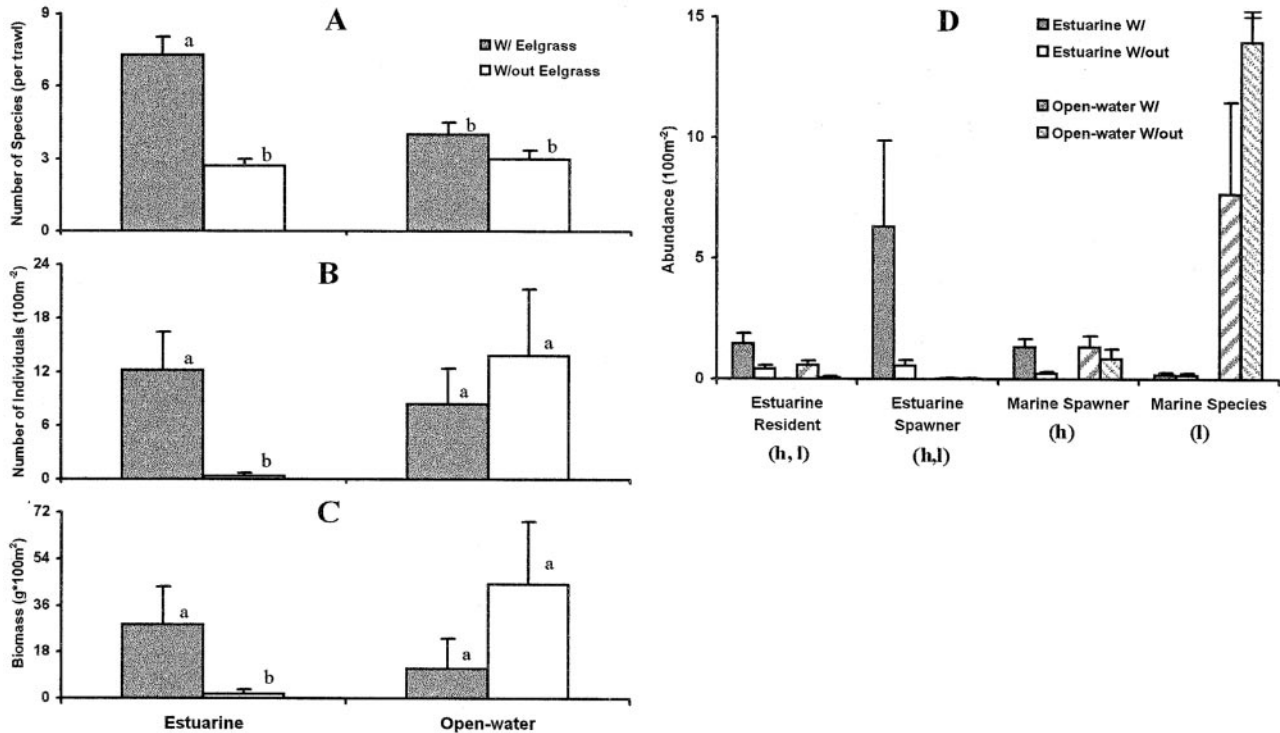 A
Number of Species (per trawl)
9
6
3
0
a
b
b
b
W/ Eelgrass
W/out Eelgrass
B
Number of Individuals (100m⁻²)
24
18
12
6
0
a
b
a
a
C
Biomass (g*100m²)
72
54
36
18
0
a
b
a
a
Estuarine
Open-water
D
Abundance (100m⁻²)
15
10
5
0
Estuarine W/
Estuarine W/out
Open-water W/
Open-water W/out
Estuarine
Resident
(h, l)
Estuarine
Spawner
(h,l)
Marine Spawner
(h)
Marine Species
(l)